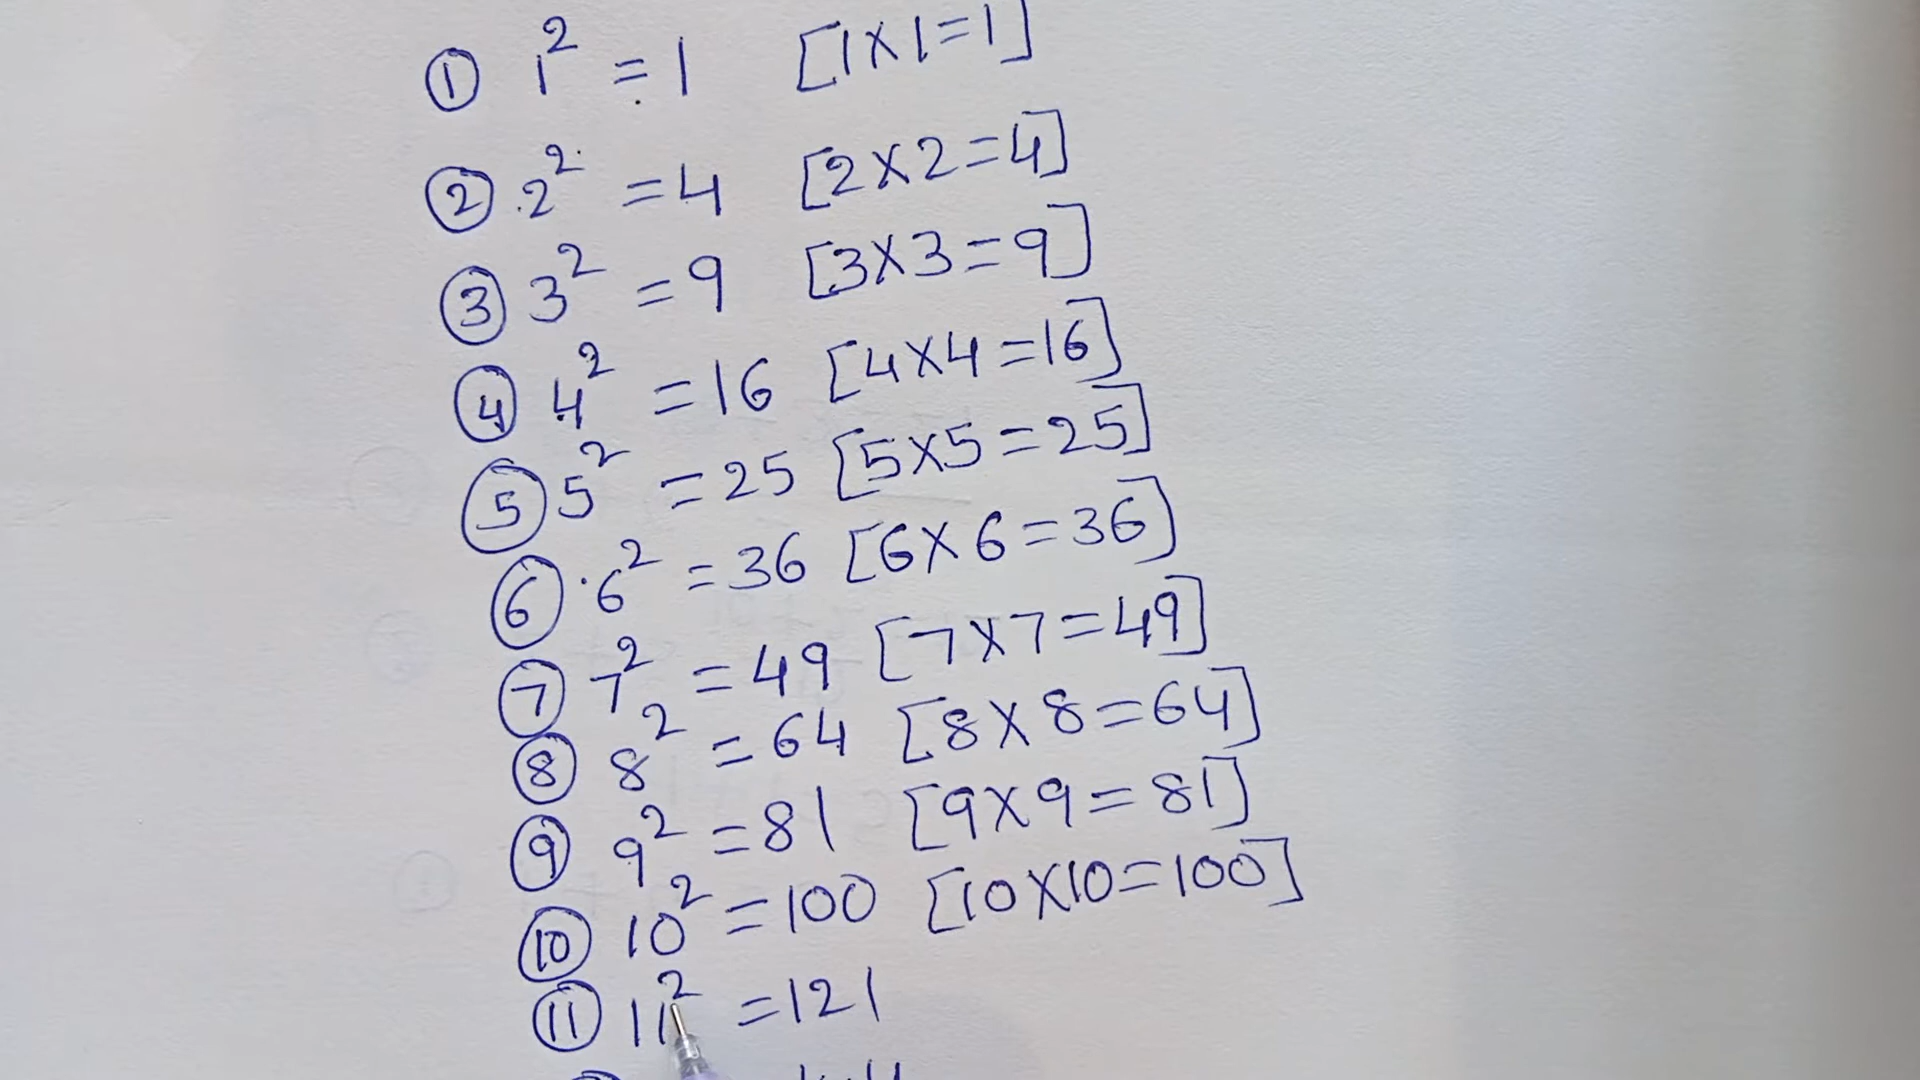 ① 1² = 1 [1×1=1]
② 2² = 4 [2×2=4]
③ 3² = 9 [3×3=9]
④ 4² = 16 [4×4=16]
⑤ 5² = 25 [5×5=25]
⑥ 6² = 36 [6×6=36]
⑦ 7² = 49 [7×7=49]
⑧ 8² = 64 [8×8=64]
⑨ 9² = 81 [9×9=81]
⑩ 10² = 100 [10×10=100]
⑪ 11² = 121